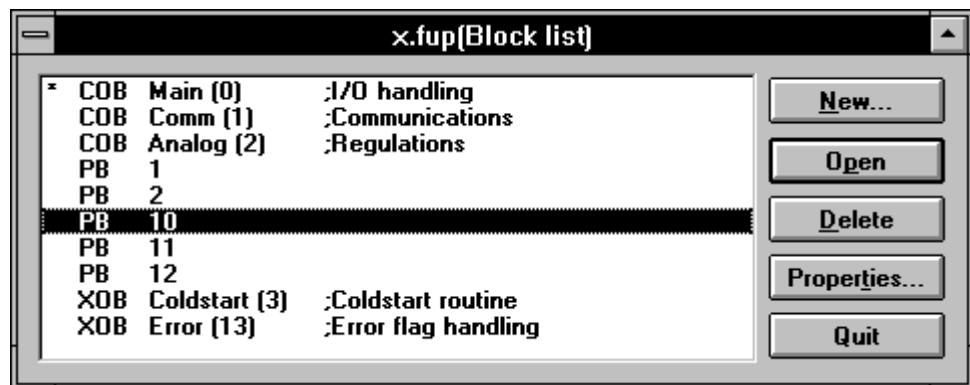 x.fup(Block list)
* COB Main (0) ;I/O handling
COB Comm (1) ;Communications
COB Analog (2) ;Regulations
PB 1
PB 2
PB 10
PB 11
PB 12
XOB Coldstart (3) ;Coldstart routine
XOB Error (13) ;Error flag handling
New...
Open
Delete
Properties...
Quit